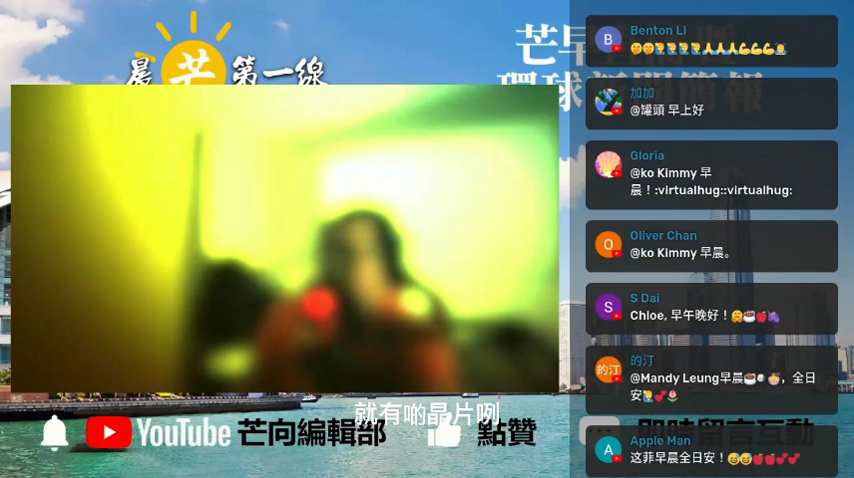 晨芒第一線
芒早
環球新聞簡報
Benton Li
加加
@罐頭 早上好
Gloria
@ko Kimmy 早
晨！:virtualhug::virtualhug:
Oliver Chan
@ko Kimmy 早晨。
S Dai
Chloe, 早午晚好！
的汀
@Mandy Leung早晨，全日
安
Apple Man
这菲早晨全日安！
就有啲晶片咧
YouTube 芒向編輯部 點贊 即時留言互動